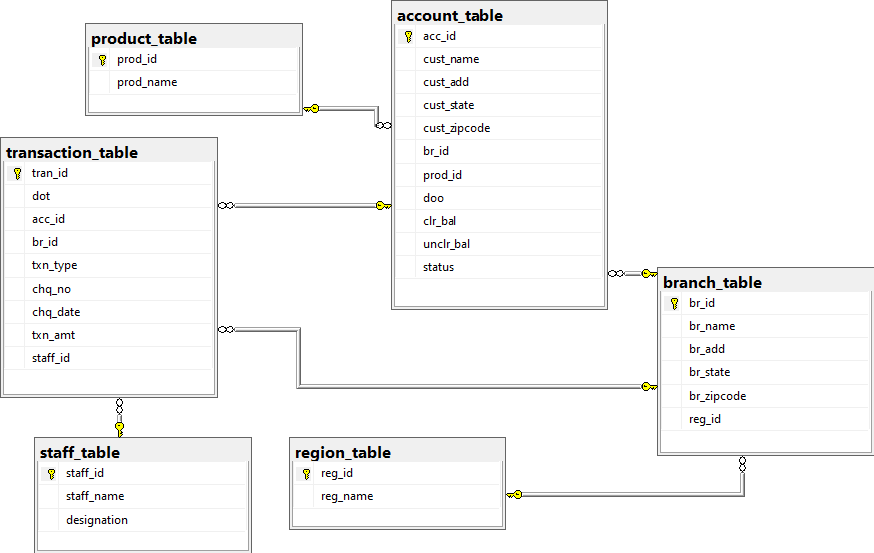 product_table
prod_id
prod_name
account_table
acc_id
cust_name
cust_add
cust_state
cust_zipcode
br_id
prod_id
doo
clr_bal
unclr_bal
status
transaction_table
tran_id
dot
acc_id
br_id
txn_type
chq_no
chq_date
txn_amt
staff_id
branch_table
br_id
br_name
br_add
br_state
br_zipcode
reg_id
staff_table
staff_id
staff_name
designation
region_table
reg_id
reg_name